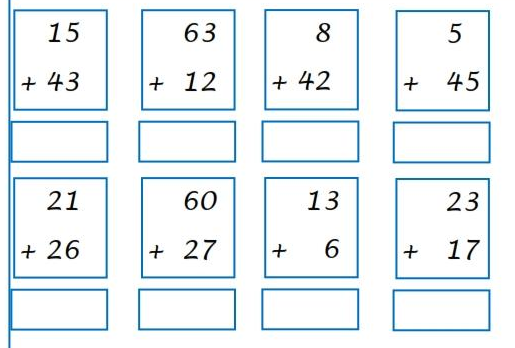 15 63 8 5
+ 43 + 12 + 42 + 45
21 60 13 23
+ 26 + 27 + 6 + 17